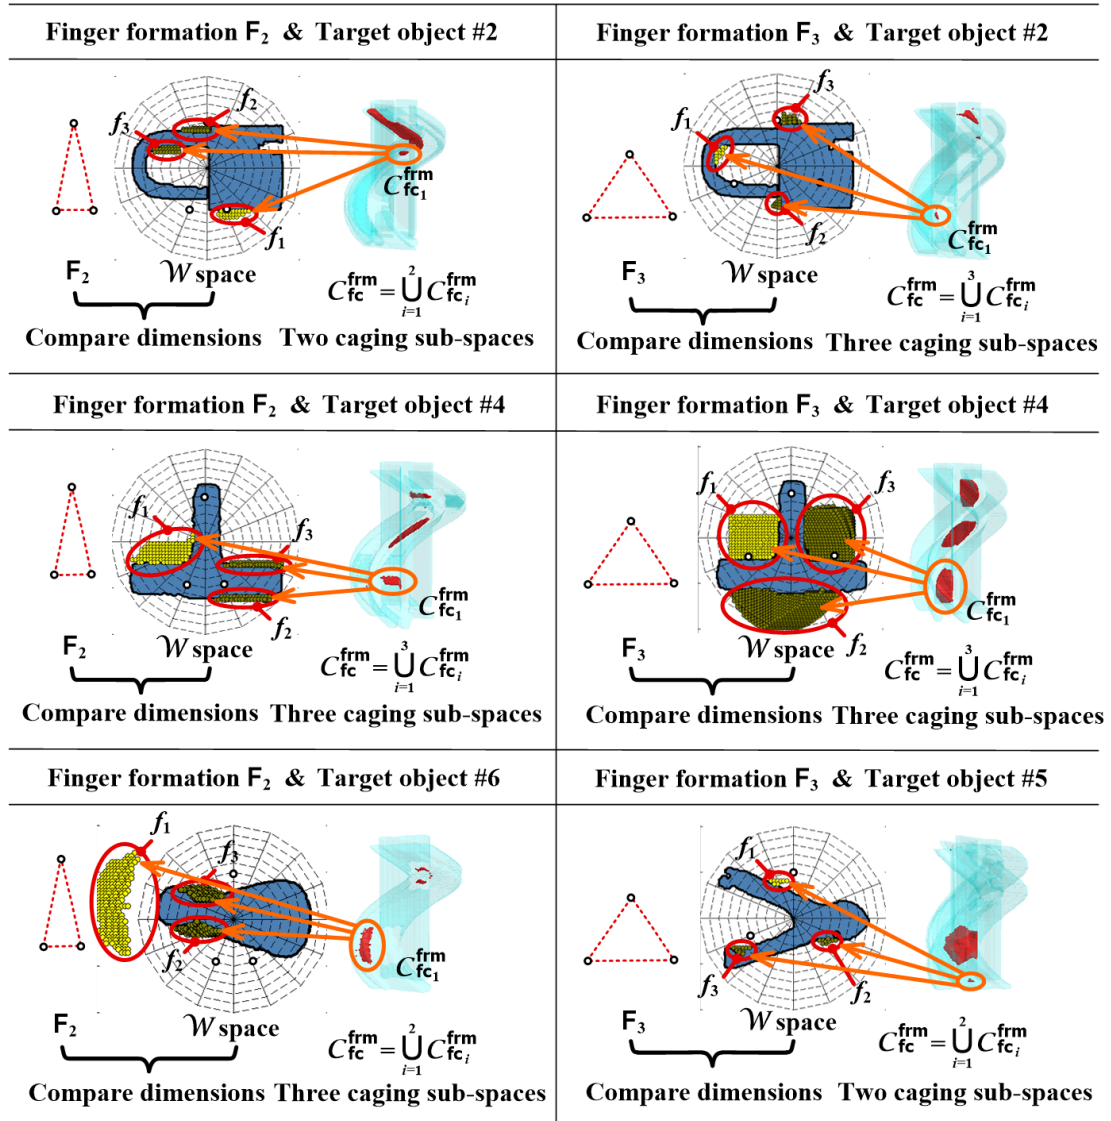 Finger formation F₂ & Target object #2
f₂
f₃
C^frm_fc₁
f₁
F₂
W space
C^frm_fc = ⋃²ᵢ₌₁ C^frm_fcᵢ
Compare dimensions Two caging sub-spaces
Finger formation F₃ & Target object #2
f₃
f₁
f₂
C^frm_fc₁
F₃
W space
C^frm_fc = ⋃³ᵢ₌₁ C^frm_fcᵢ
Compare dimensions Three caging sub-spaces
Finger formation F₂ & Target object #4
f₁
f₃
C^frm_fc₁
f₂
F₂
W space
C^frm_fc = ⋃³ᵢ₌₁ C^frm_fcᵢ
Compare dimensions Three caging sub-spaces
Finger formation F₃ & Target object #4
f₁
f₃
C^frm_fc₁
F₃
W space
f₂
C^frm_fc = ⋃³ᵢ₌₁ C^frm_fcᵢ
Compare dimensions Three caging sub-spaces
Finger formation F₂ & Target object #6
f₁
f₃
f₂
C^frm_fc₁
F₂
W space
C^frm_fc = ⋃²ᵢ₌₁ C^frm_fcᵢ
Compare dimensions Three caging sub-spaces
Finger formation F₃ & Target object #5
f₁
f₃
f₂
F₃
W space
C^frm_fc = ⋃²ᵢ₌₁ C^frm_fcᵢ
Compare dimensions Two caging sub-spaces